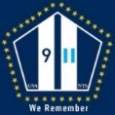 9 11
USA NYC
We Remember